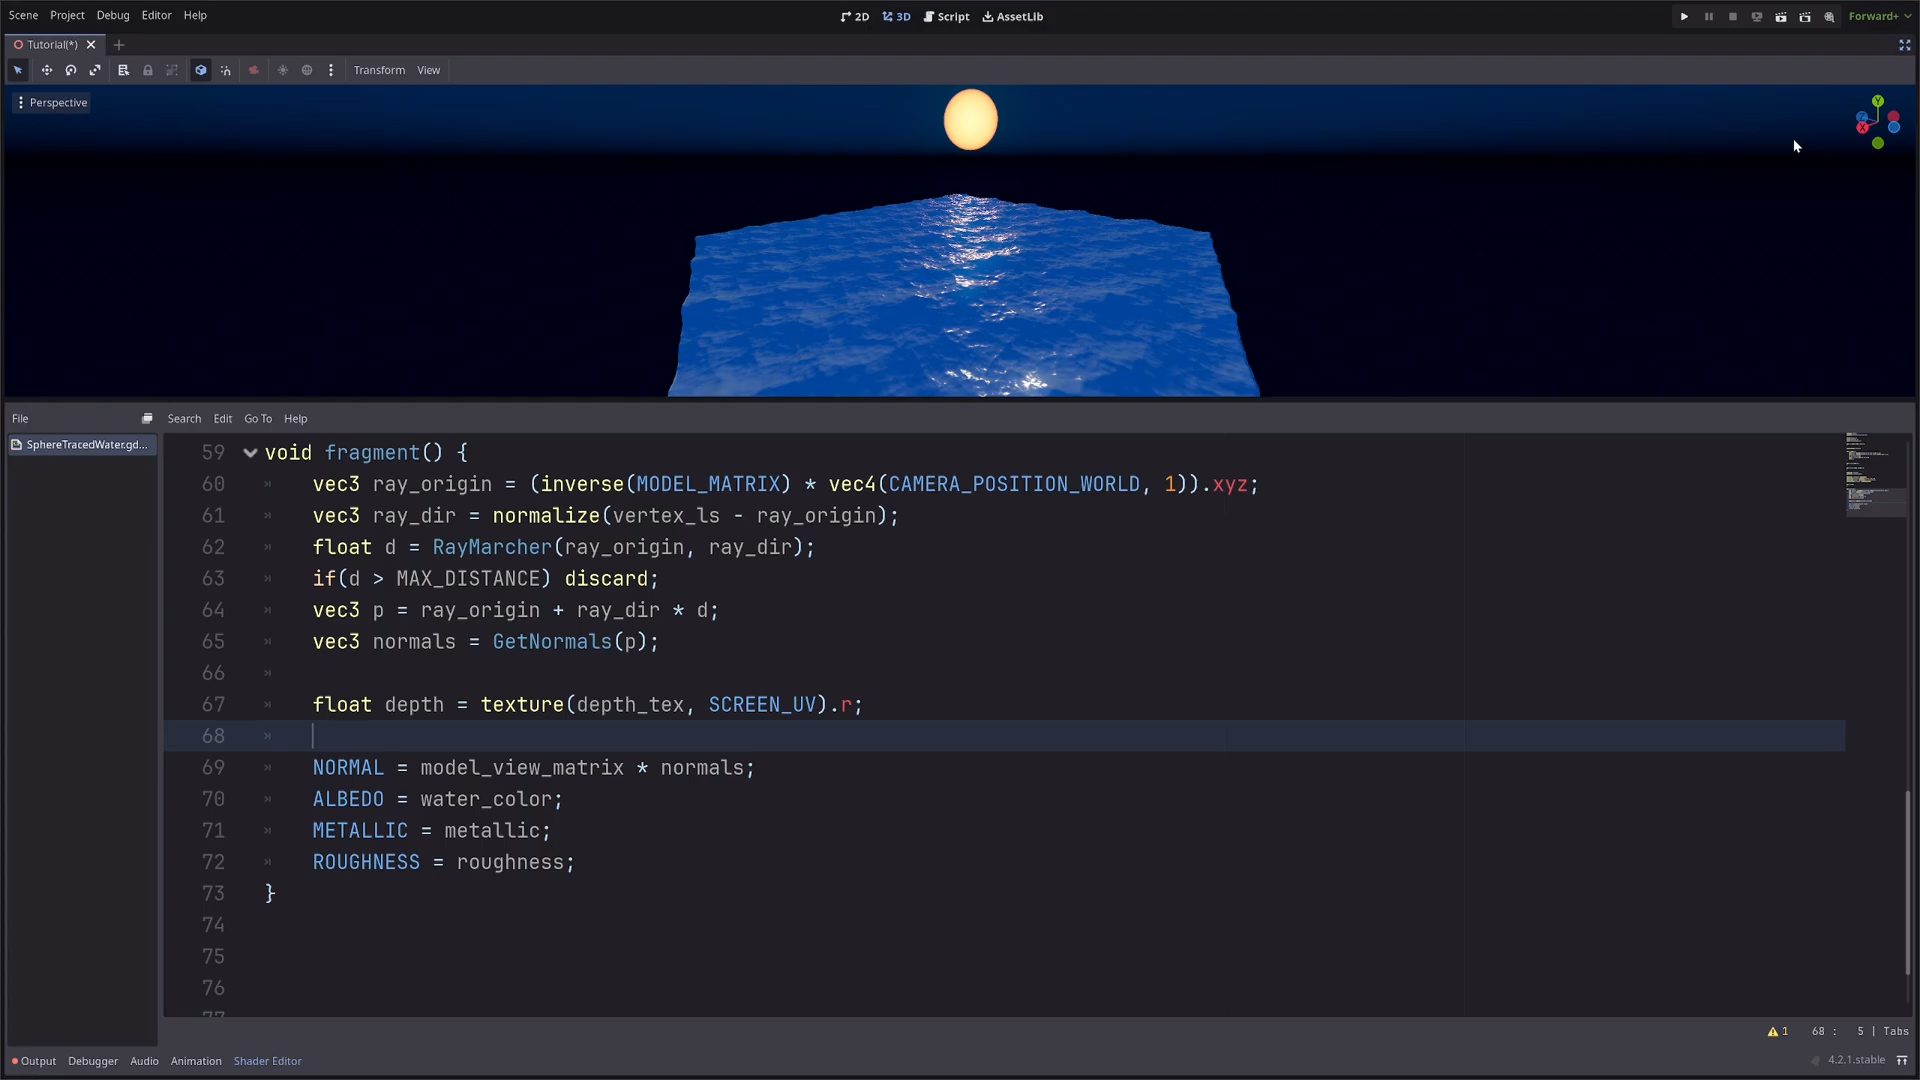 Scene Project Debug Editor Help 2D 3D Script AssetLib Forward+
Tutorial(*)
Transform View
Perspective
Y
Z
X
File Search Edit Go To Help
SphereTracedWater.gd...
59 void fragment() {
60 vec3 ray_origin = (inverse(MODEL_MATRIX) * vec4(CAMERA_POSITION_WORLD, 1)).xyz;
61 vec3 ray_dir = normalize(vertex_ls - ray_origin);
62 float d = RayMarcher(ray_origin, ray_dir);
63 if(d > MAX_DISTANCE) discard;
64 vec3 p = ray_origin + ray_dir * d;
65 vec3 normals = GetNormals(p);
66
67 float depth = texture(depth_tex, SCREEN_UV).r;
68
69 NORMAL = model_view_matrix * normals;
70 ALBEDO = water_color;
71 METALLIC = metallic;
72 ROUGHNESS = roughness;
73 }
74
75
76
77
1 68 : 5 | Tabs
Output Debugger Audio Animation Shader Editor 4.2.1.stable